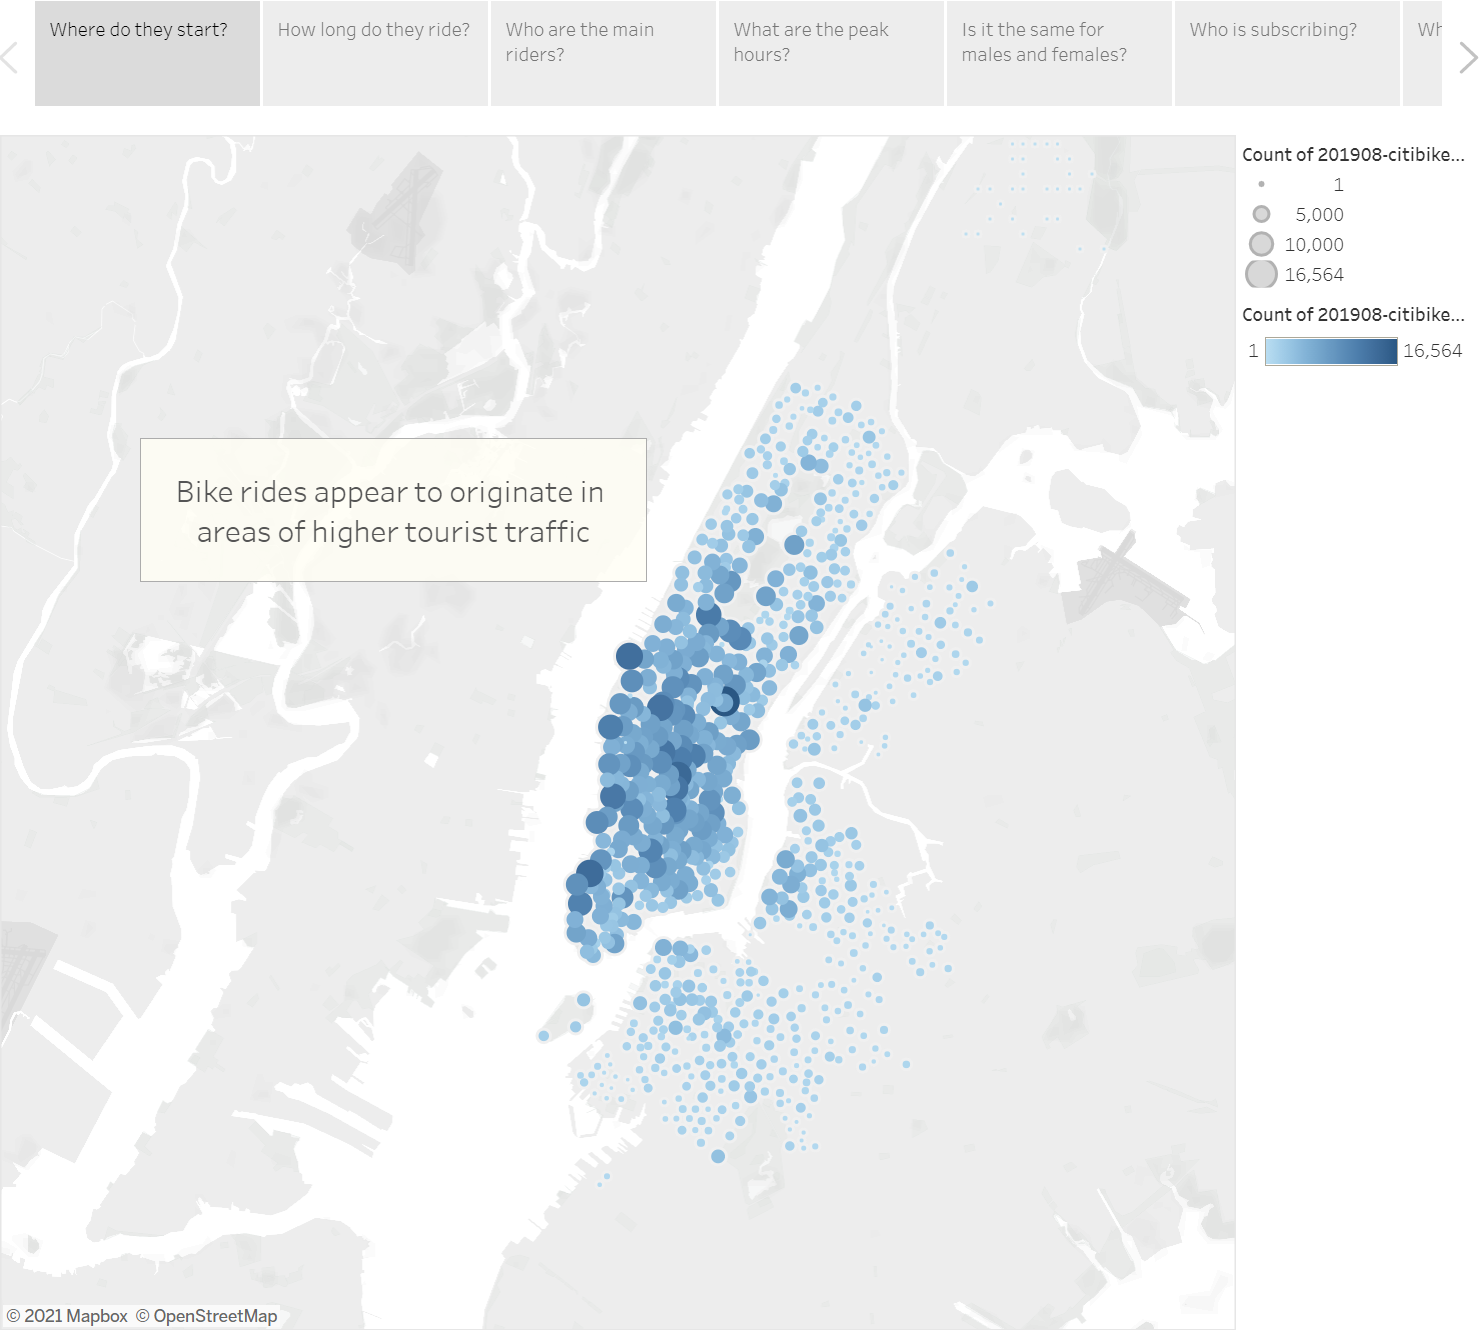 Where do they start?
How long do they ride?
Who are the main
riders?
What are the peak
hours?
Is it the same for
males and females?
Who is subscribing?
Wh
Count of 201908-citibike...
1
5,000
10,000
16,564
Count of 201908-citibike...
1
16,564
Bike rides appear to originate in
areas of higher tourist traffic
© 2021 Mapbox © OpenStreetMap